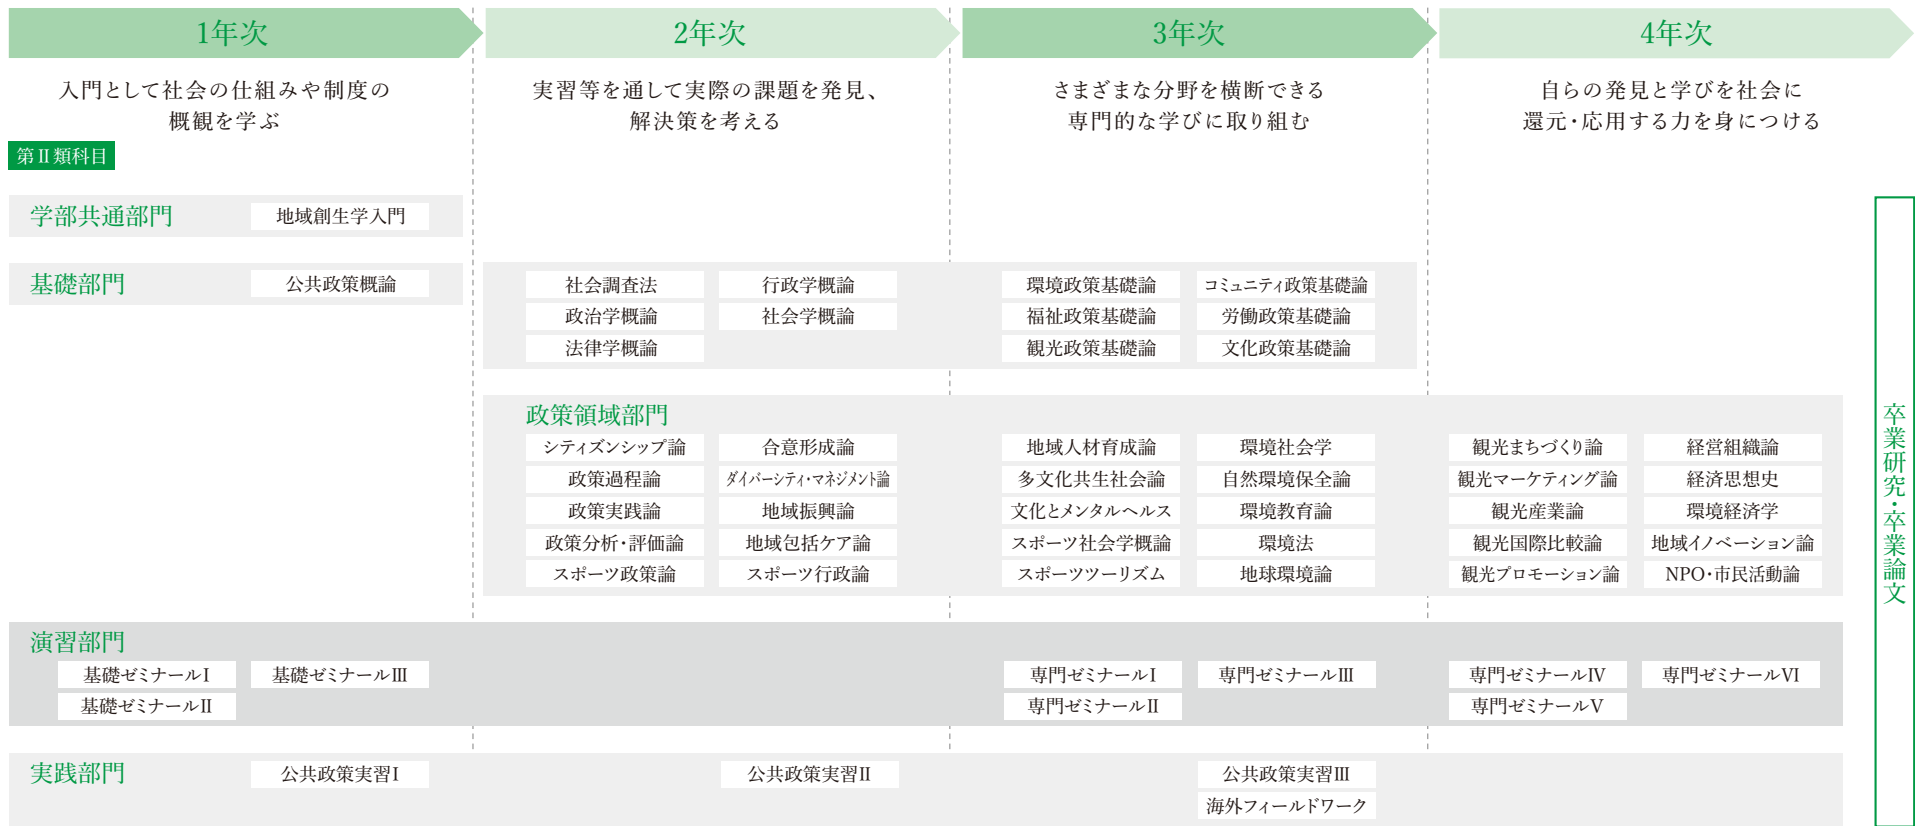 1年次
2年次
3年次
4年次
入門として社会の仕組みや制度の
概観を学ぶ
実習等を通して実際の課題を発見、
解決策を考える
さまざまな分野を横断できる
専門的な学びに取り組む
自らの発見と学びを社会に
還元・応用する力を身につける
第Ⅱ類科目
学部共通部門
地域創生学入門
基礎部門
公共政策概論
社会調査法
行政学概論
政治学概論
社会学概論
法律学概論
環境政策基礎論
コミュニティ政策基礎論
福祉政策基礎論
労働政策基礎論
観光政策基礎論
文化政策基礎論
政策領域部門
シティズンシップ論
合意形成論
政策過程論
ダイバーシティ・マネジメント論
政策実践論
地域振興論
政策分析・評価論
地域包括ケア論
スポーツ政策論
スポーツ行政論
地域人材育成論
環境社会学
多文化共生社会論
自然環境保全論
文化とメンタルヘルス
環境教育論
スポーツ社会学概論
環境法
スポーツツーリズム
地球環境論
観光まちづくり論
経営組織論
観光マーケティング論
経済思想史
観光産業論
環境経済学
観光国際比較論
地域イノベーション論
観光プロモーション論
NPO・市民活動論
演習部門
基礎ゼミナールⅠ
基礎ゼミナールⅢ
基礎ゼミナールⅡ
専門ゼミナールⅠ
専門ゼミナールⅢ
専門ゼミナールⅡ
専門ゼミナールⅣ
専門ゼミナールⅥ
専門ゼミナールⅤ
実践部門
公共政策実習Ⅰ
公共政策実習Ⅱ
公共政策実習Ⅲ
海外フィールドワーク
卒業研究・卒業論文